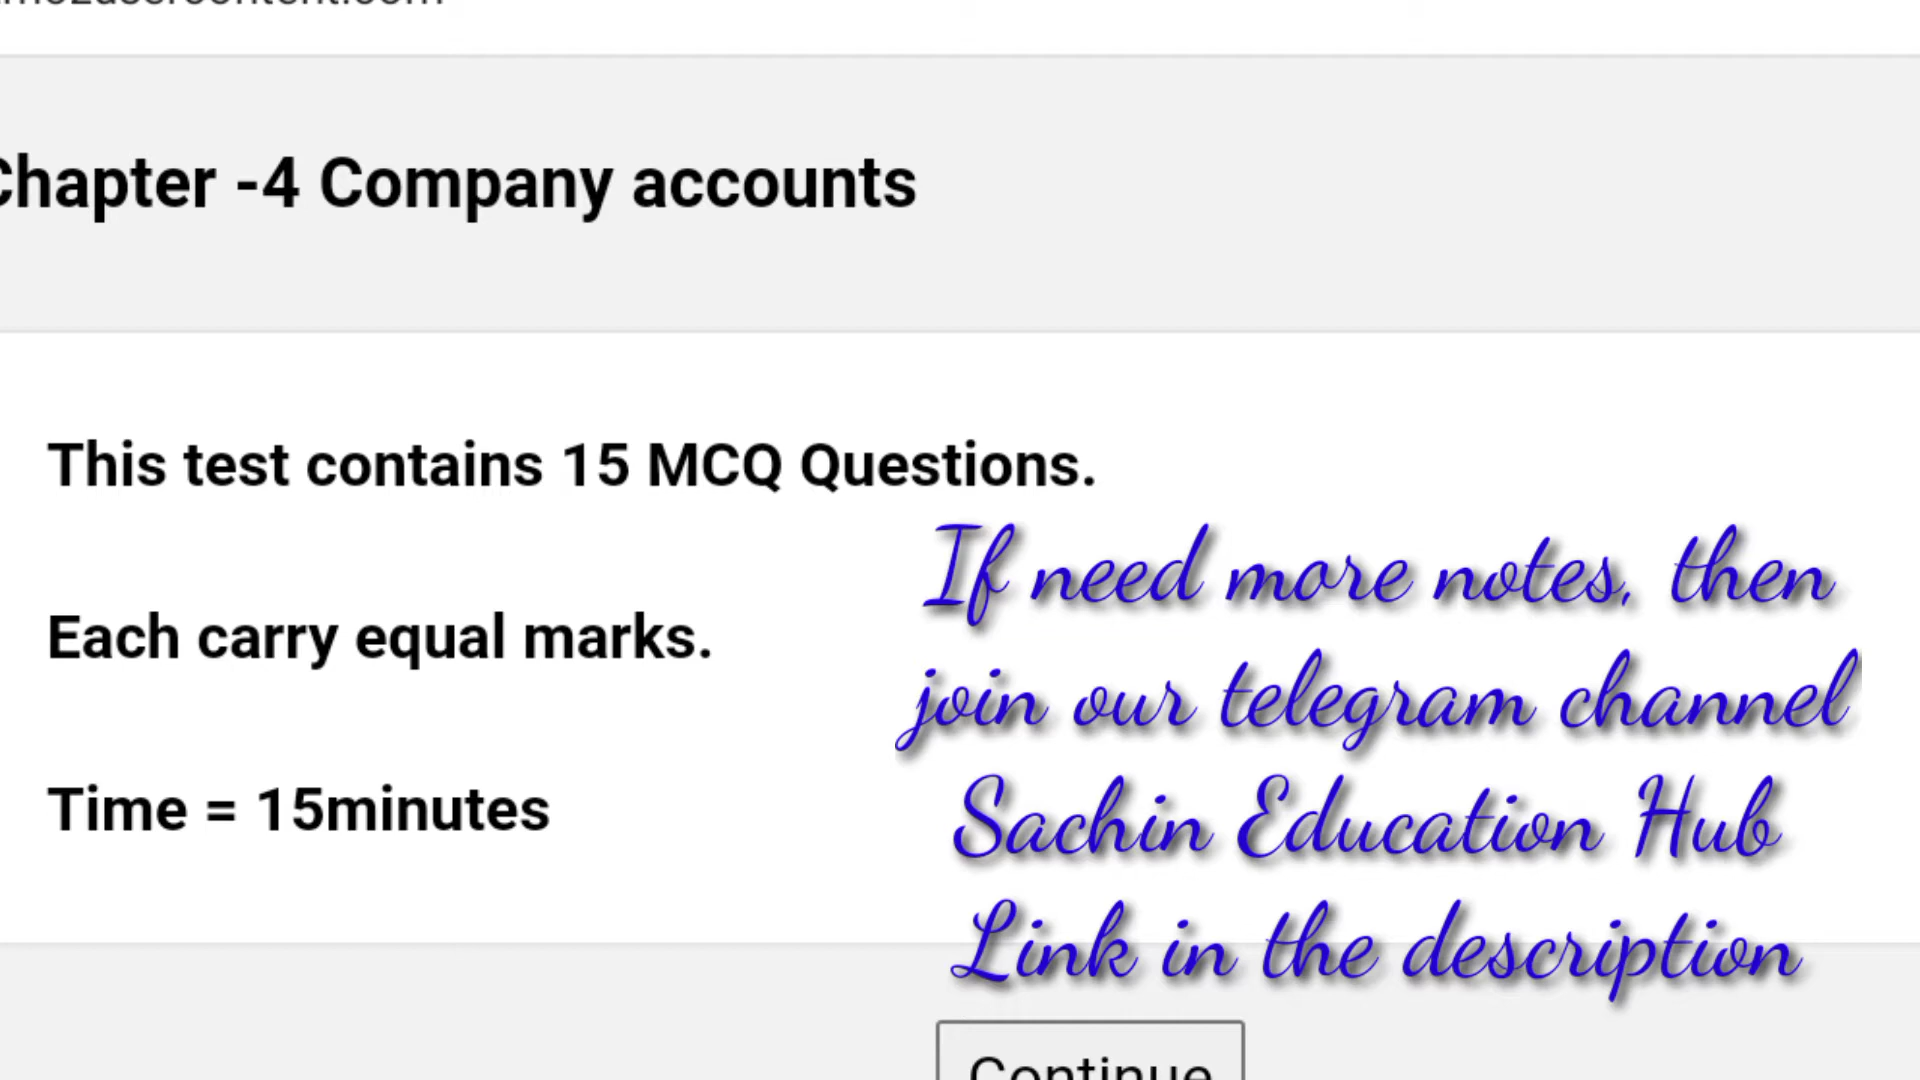 Chapter -4 Company accounts
This test contains 15 MCQ Questions.
Each carry equal marks.
Time = 15minutes
If need more notes, then
join our telegram channel
Sachin Education Hub
Link in the description
Continue